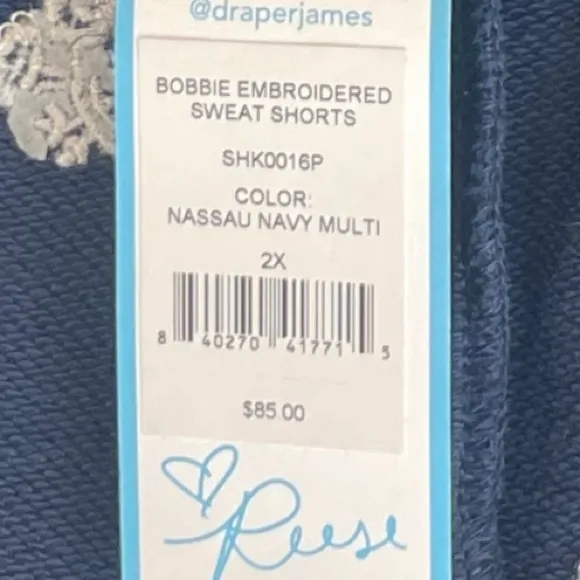 @draperjames
BOBBIE EMBROIDERED
SWEAT SHORTS
SHK0016P
COLOR:
NASSAU NAVY MULTI
2X
8 40270 41771 5
$85.00
Reese